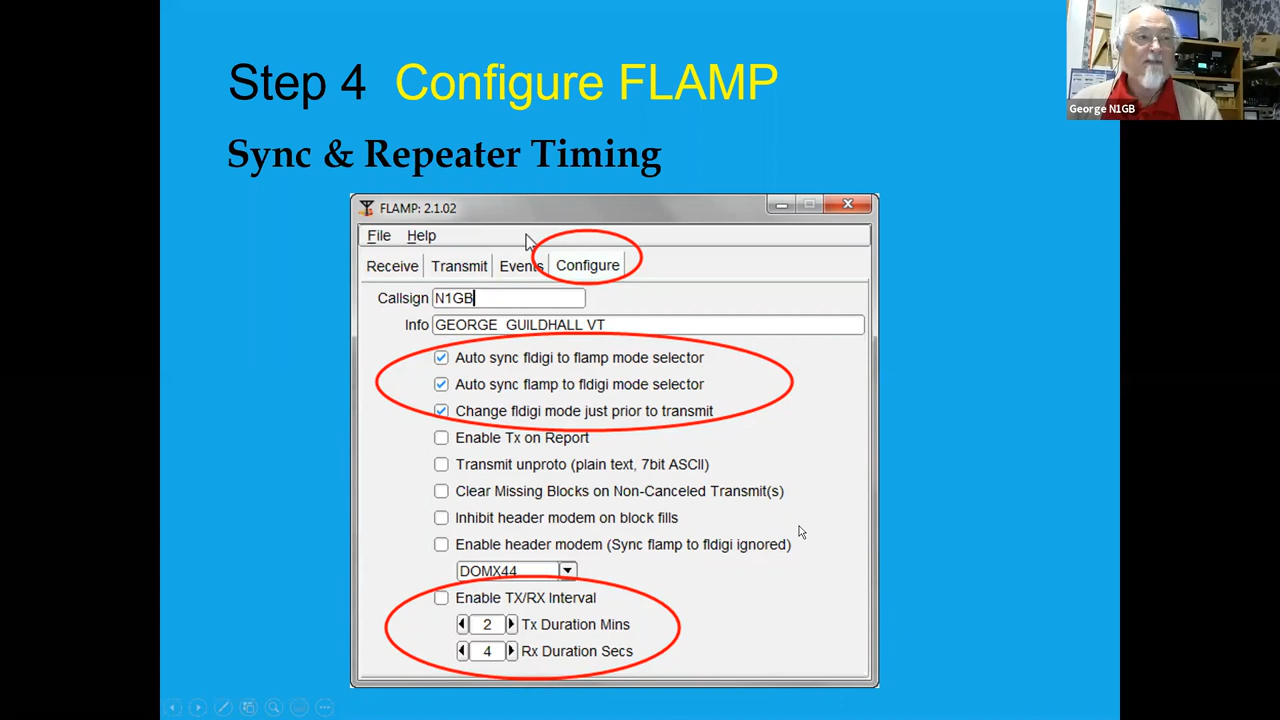 Step 4 Configure FLAMP
Sync & Repeater Timing
George N1GB
FLAMP: 2.1.02
File Help
Receive Transmit Events Configure
Callsign N1GB
Info GEORGE GUILDHALL VT
Auto sync fldigi to flamp mode selector
Auto sync flamp to fldigi mode selector
Change fldigi mode just prior to transmit
Enable Tx on Report
Transmit unproto (plain text, 7bit ASCII)
Clear Missing Blocks on Non-Canceled Transmit(s)
Inhibit header modem on block fills
Enable header modem (Sync flamp to fldigi ignored)
DOMX44
Enable TX/RX Interval
2 Tx Duration Mins
4 Rx Duration Secs